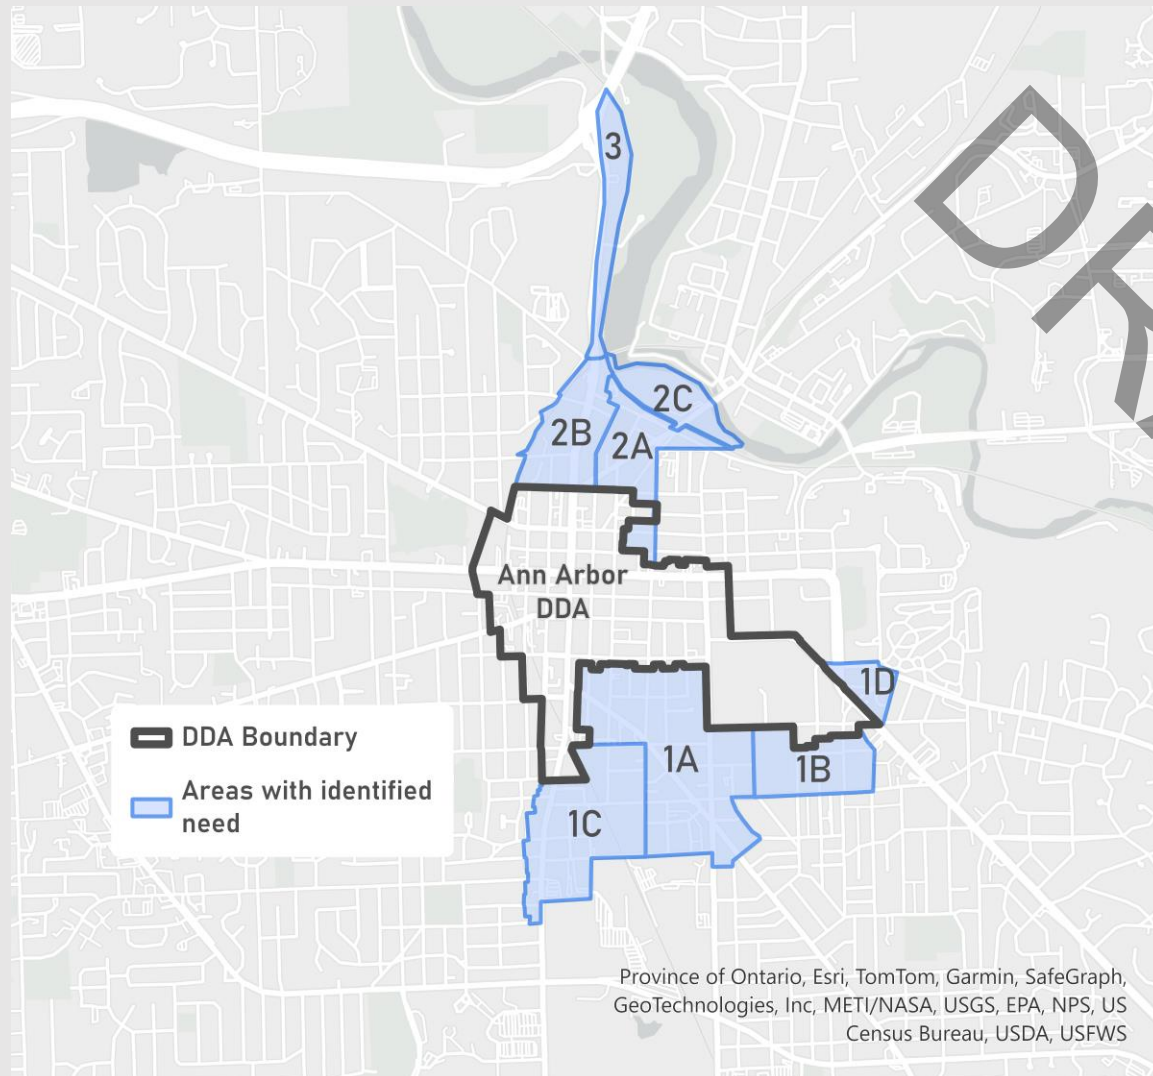 3
2C
2B
2A
Ann Arbor
DDA
1D
DDA Boundary
1A
1B
Areas with identified
need
1C
Province of Ontario, Esri, TomTom, Garmin, SafeGraph,
GeoTechnologies, Inc, METI/NASA, USGS, EPA, NPS, US
Census Bureau, USDA, USFWS